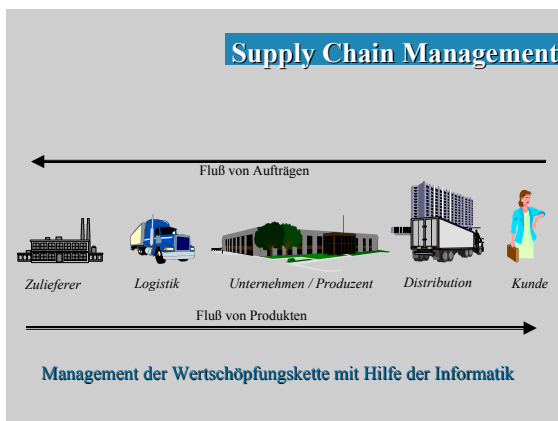 Supply Chain Management
Fluß von Aufträgen
Zulieferer Logistik Unternehmen / Produzent Distribution Kunde
Fluß von Produkten
Management der Wertschöpfungskette mit Hilfe der Informatik